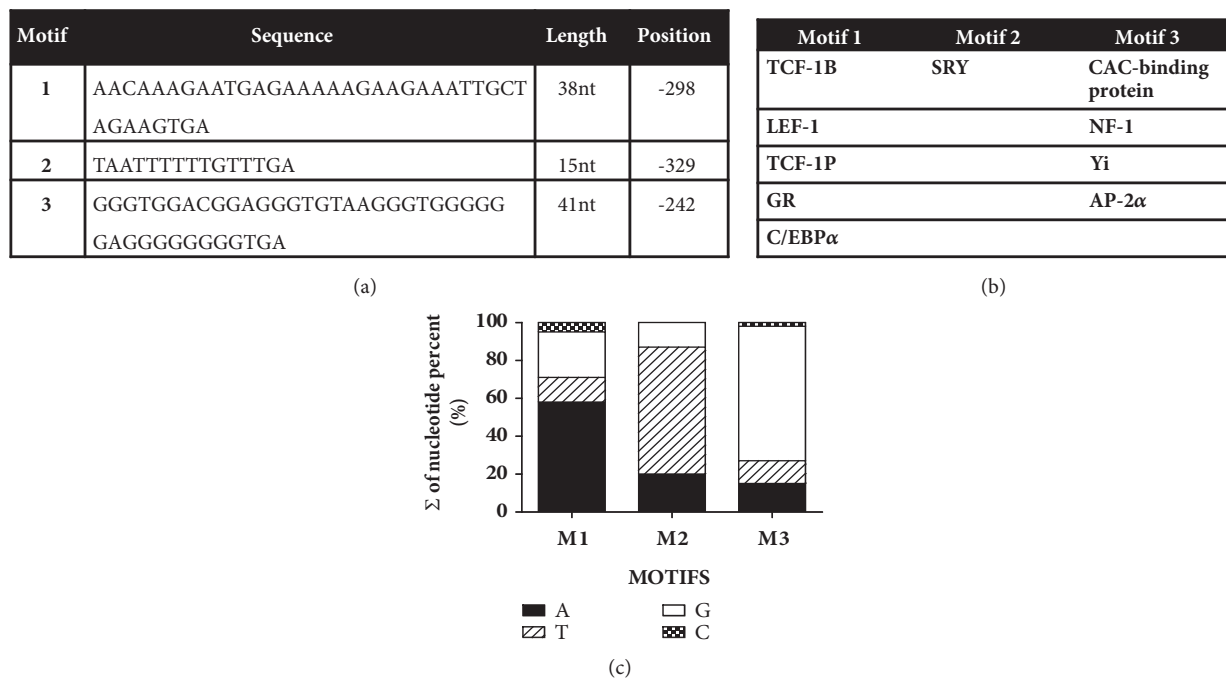 Motif Sequence Length Position
1 AACAAAGAATGAGAAAAAGAAGAAATTGCT 38nt -298
AGAAGTGA
2 TAATTTTTTGTTTGA 15nt -329
3 GGGTGGACGGAGGGTGTAAGGGTGGGGG 41nt -242
GAGGGGGGGGTGA
(a)
Motif 1 Motif 2 Motif 3
TCF-1B SRY CAC-binding
protein
LEF-1 NF-1
TCF-1P Yi
GR AP-2α
C/EBPα
(b)
Σ of nucleotide percent
(%)
100
80
60
40
20
0
M1 M2 M3
MOTIFS
A G
T C
(c)